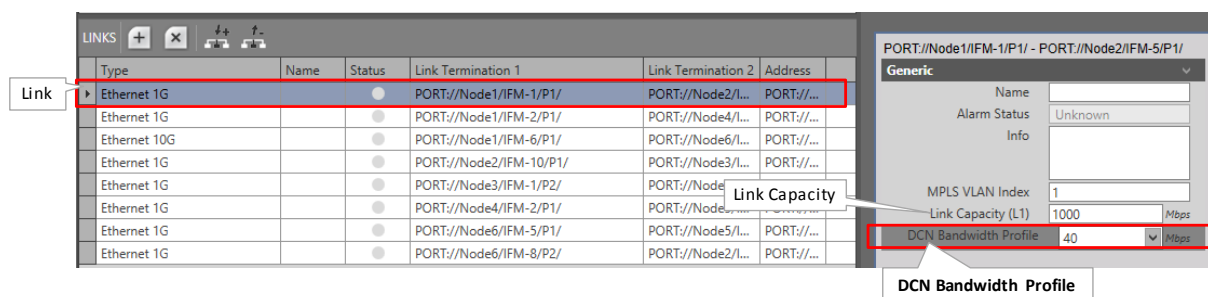 LINKS
Type Name Status Link Termination 1 Link Termination 2 Address
Link
Ethernet 1G PORT://Node1/IFM-1/P1/ PORT://Node2/I... PORT://...
Ethernet 1G PORT://Node1/IFM-2/P1/ PORT://Node4/I... PORT://...
Ethernet 10G PORT://Node1/IFM-6/P1/ PORT://Node6/I... PORT://...
Ethernet 1G PORT://Node2/IFM-10/P1/ PORT://Node3/I... PORT://...
Ethernet 1G PORT://Node3/IFM-1/P2/
Ethernet 1G PORT://Node4/IFM-2/P1/
Ethernet 1G PORT://Node6/IFM-5/P1/ PORT://Node5/I... PORT://...
Ethernet 1G PORT://Node6/IFM-8/P2/ PORT://Node2/I... PORT://...
Link Capacity
PORT://Node1/IFM-1/P1/ - PORT://Node2/IFM-5/P1/
Generic
Name
Alarm Status Unknown
Info
MPLS VLAN Index 1
Link Capacity (L1) 1000 Mbps
DCN Bandwidth Profile 40 Mbps
DCN Bandwidth Profile